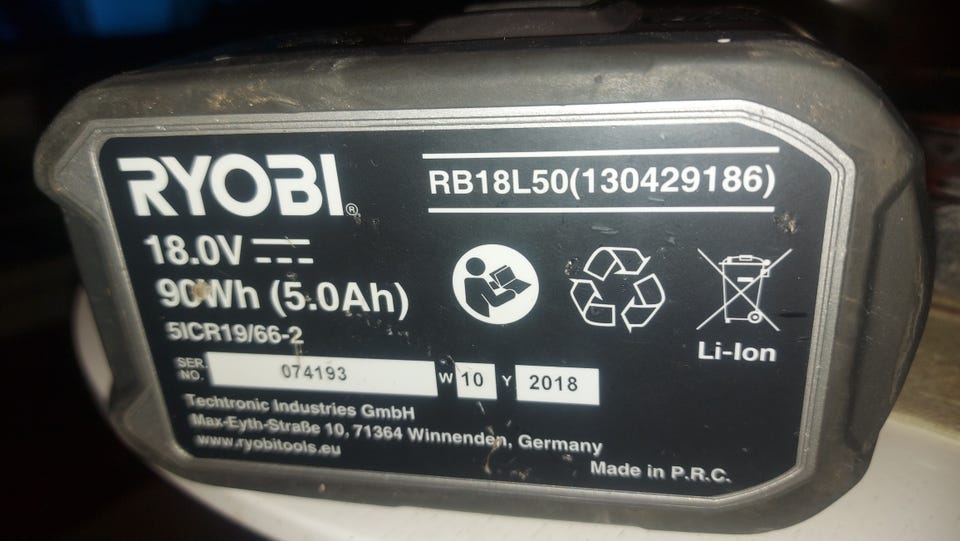 RYOBI®
RB18L50(130429186)
18.0V
90Wh (5.0Ah)
5ICR19/66-2
Li-Ion
SER. NO. 074193 W 10 Y 2018
Techtronic Industries GmbH
Max-Eyth-Straße 10, 71364 Winnenden, Germany
www.ryobitools.eu
Made in P.R.C.